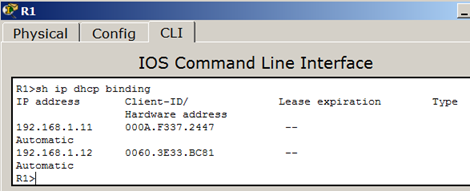 R1
Physical Config CLI
IOS Command Line Interface
R1>sh ip dhcp binding
IP address Client-ID/ Lease expiration Type
Hardware address
192.168.1.11 000A.F337.2447 --
Automatic
192.168.1.12 0060.3E33.BC81 --
Automatic
R1>